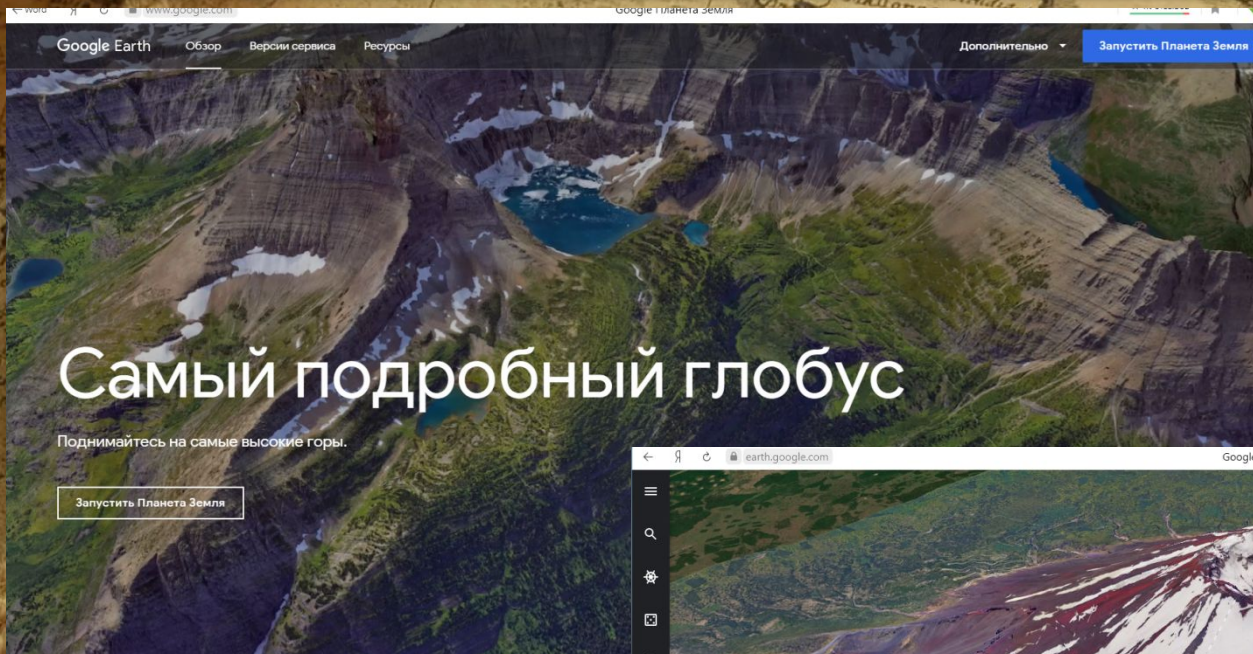 ← Word Я www.google.com Google Планета Земля
Google Earth Обзор Версии сервиса Ресурсы Дополнительно Запустить Планета Земля
Самый подробный глобус
Поднимайтесь на самые высокие горы.
Запустить Планета Земля
← Я earth.google.com Google